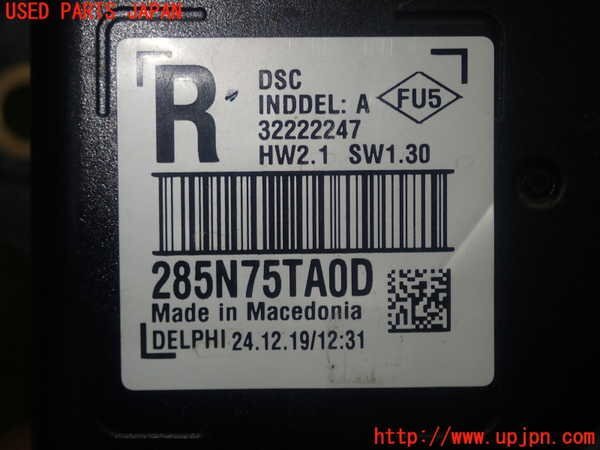 USED PARTS JAPAN
R
DSC
INDDEL: A
FU5
32222247
HW2.1 SW1.30
285N75TA0D
Made in Macedonia
DELPHI 24.12.19/12:31
http://www.upjpn.com/